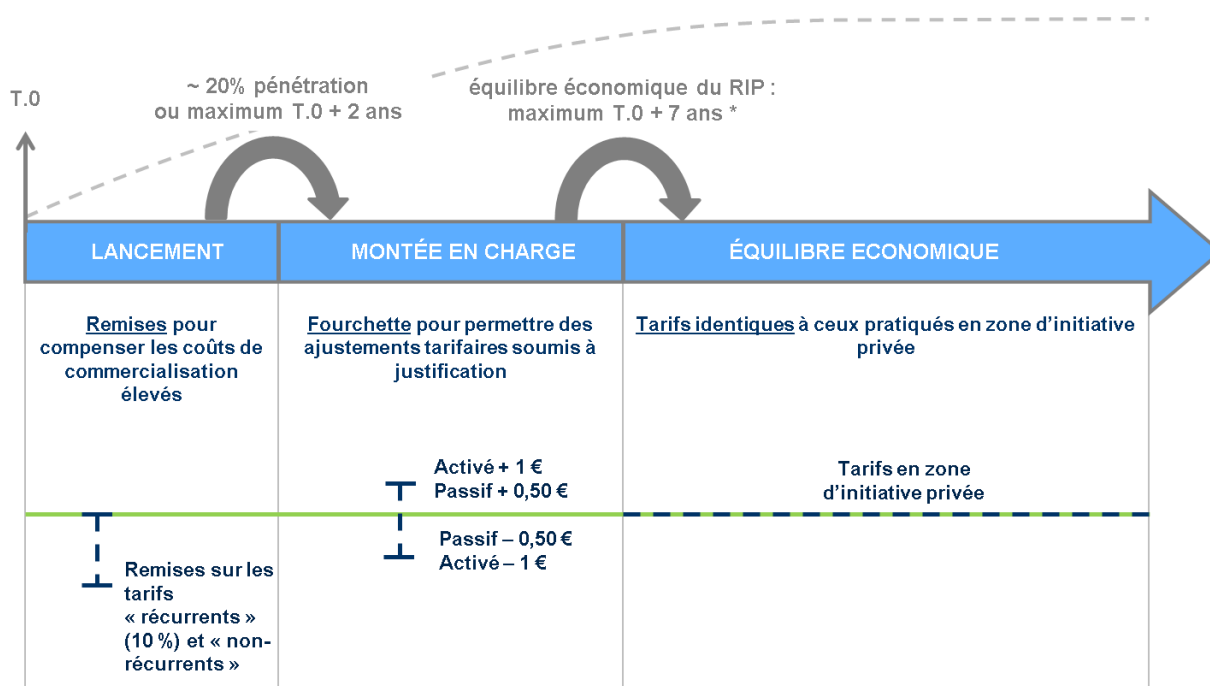 T.0
~ 20% pénétration
ou maximum T.0 + 2 ans
équilibre économique du RIP :
maximum T.0 + 7 ans *
LANCEMENT
MONTÉE EN CHARGE
ÉQUILIBRE ECONOMIQUE
Remises pour
compenser les coûts de
commercialisation
élevés
Fourchette pour permettre des
ajustements tarifaires soumis à
justification
Tarifs identiques à ceux pratiqués en zone d'initiative
privée
Activé + 1 €
Passif + 0,50 €
Tarifs en zone
d'initiative privée
Passif – 0,50 €
Activé – 1 €
Remises sur les
tarifs
« récurrents »
(10 %) et « non-
récurrents »